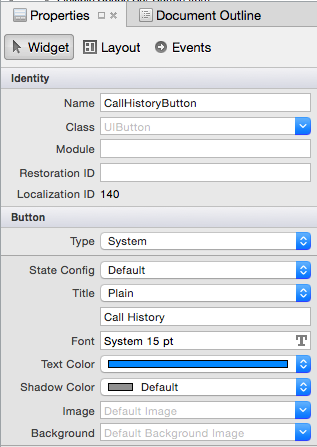 Properties
Document Outline
Widget
Layout
Events
Identity
Name CallHistoryButton
Class UIButton
Module
Restoration ID
Localization ID 140
Button
Type System
State Config Default
Title Plain
Call History
Font System 15 pt T
Text Color
Shadow Color Default
Image Default Image
Background Default Background Image